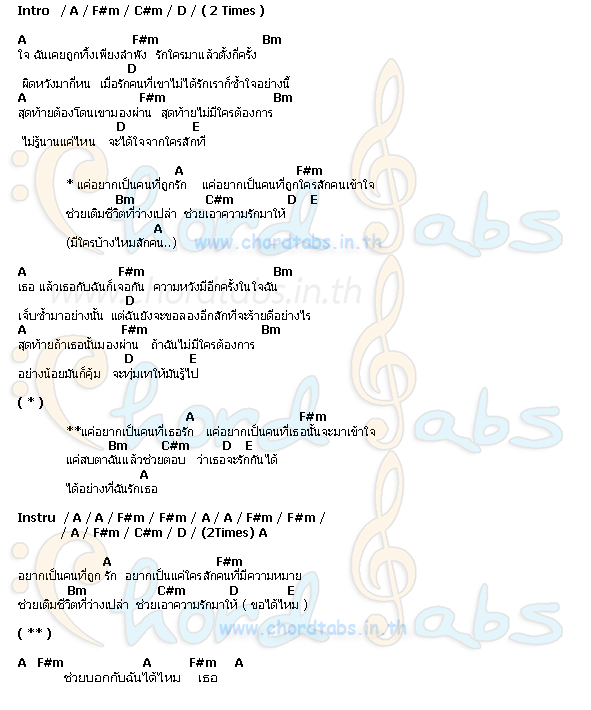 Intro / A / F#m / C#m / D / ( 2 Times )
A F#m Bm
ใจ ฉันเคยถูกทิ้งเพียงลำพัง รักใครมาแล้วตั้งกี่ครั้ง
D
ผิดหวังมากี่หน เมื่อรักคนที่เขาไม่ได้รักเราก็ช้ำใจอย่างนี้
A F#m Bm
สุดท้ายต้องโดนเขามองผ่าน สุดท้ายไม่มีใครต้องการ
D E
ไม่รู้นานแค่ไหน จะได้ใจจากใครสักที
A F#m
* แค่อยากเป็นคนที่ถูกรัก แค่อยากเป็นคนที่ถูกใครสักคนเข้าใจ
Bm C#m D E
ช่วยเติมชีวิตที่ว่างเปล่า ช่วยเอาความรักมาให้
A
(มีใครบ้างไหมสักคน..)
www.chordtabs.in.th
A F#m Bm
เธอ แล้วเธอกับฉันก็เจอกัน ความหวังมีอีกครั้งในใจฉัน
D
เจ็บช้ำมาอย่างนั้น แต่ฉันยังจะขอลองอีกสักที่จะร้ายดีอย่างไร
A F#m Bm
สุดท้ายถ้าเธอนั้นมองผ่าน ถ้าฉันไม่มีใครต้องการ
D E
อย่างน้อยมันก็คุ้ม จะทุ่มเทให้มันรู้ไป
( * )
A F#m
**แค่อยากเป็นคนที่เธอรัก แค่อยากเป็นคนที่เธอนั้นจะมาเข้าใจ
Bm C#m D E
แค่สบตาฉันแล้วช่วยตอบ ว่าเธอจะรักกันได้
A
ได้อย่างที่ฉันรักเธอ
Instru / A / A / F#m / F#m / A / A / F#m / F#m /
/ A / F#m / C#m / D / (2Times) A
A F#m
อยากเป็นคนที่ถูก รัก อยากเป็นแค่ใครสักคนที่มีความหมาย
Bm C#m D E
ช่วยเติมชีวิตที่ว่างเปล่า ช่วยเอาความรักมาให้ ( ขอได้ไหม )
www.chordtabs.in.th
( ** )
A F#m A F#m A
ช่วยบอกกับฉันได้ไหม เธอ